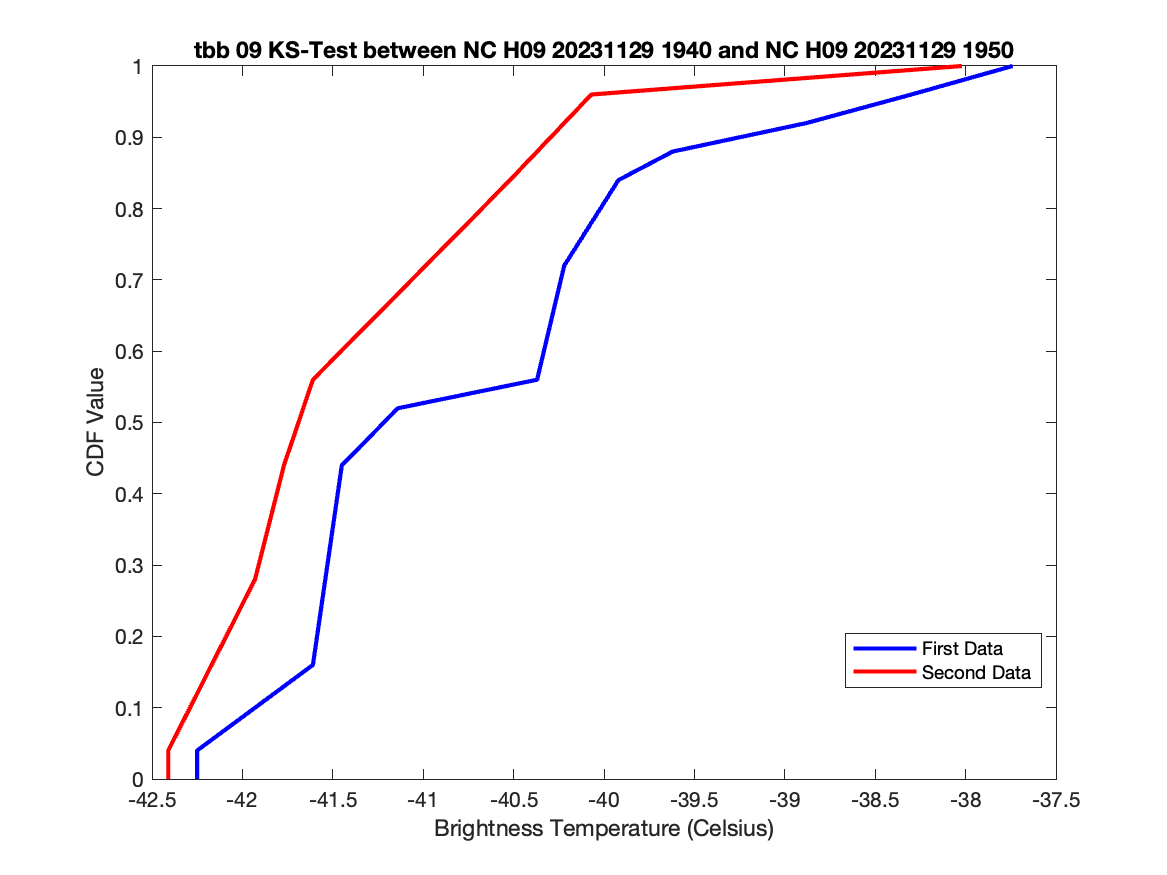 tbb 09 KS-Test between NC H09 20231129 1940 and NC H09 20231129 1950
1
0.9
0.8
0.7
0.6
0.5
0.4
0.3
0.2
0.1
0
CDF Value
First Data
Second Data
-42.5 -42 -41.5 -41 -40.5 -40 -39.5 -39 -38.5 -38 -37.5
Brightness Temperature (Celsius)